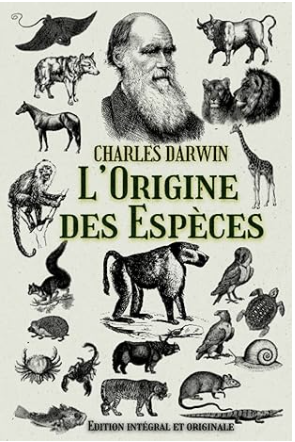 CHARLES DARWIN
L'ORIGINE
DES ESPÈCES
EDITION INTÉGRAL ET ORIGINALE